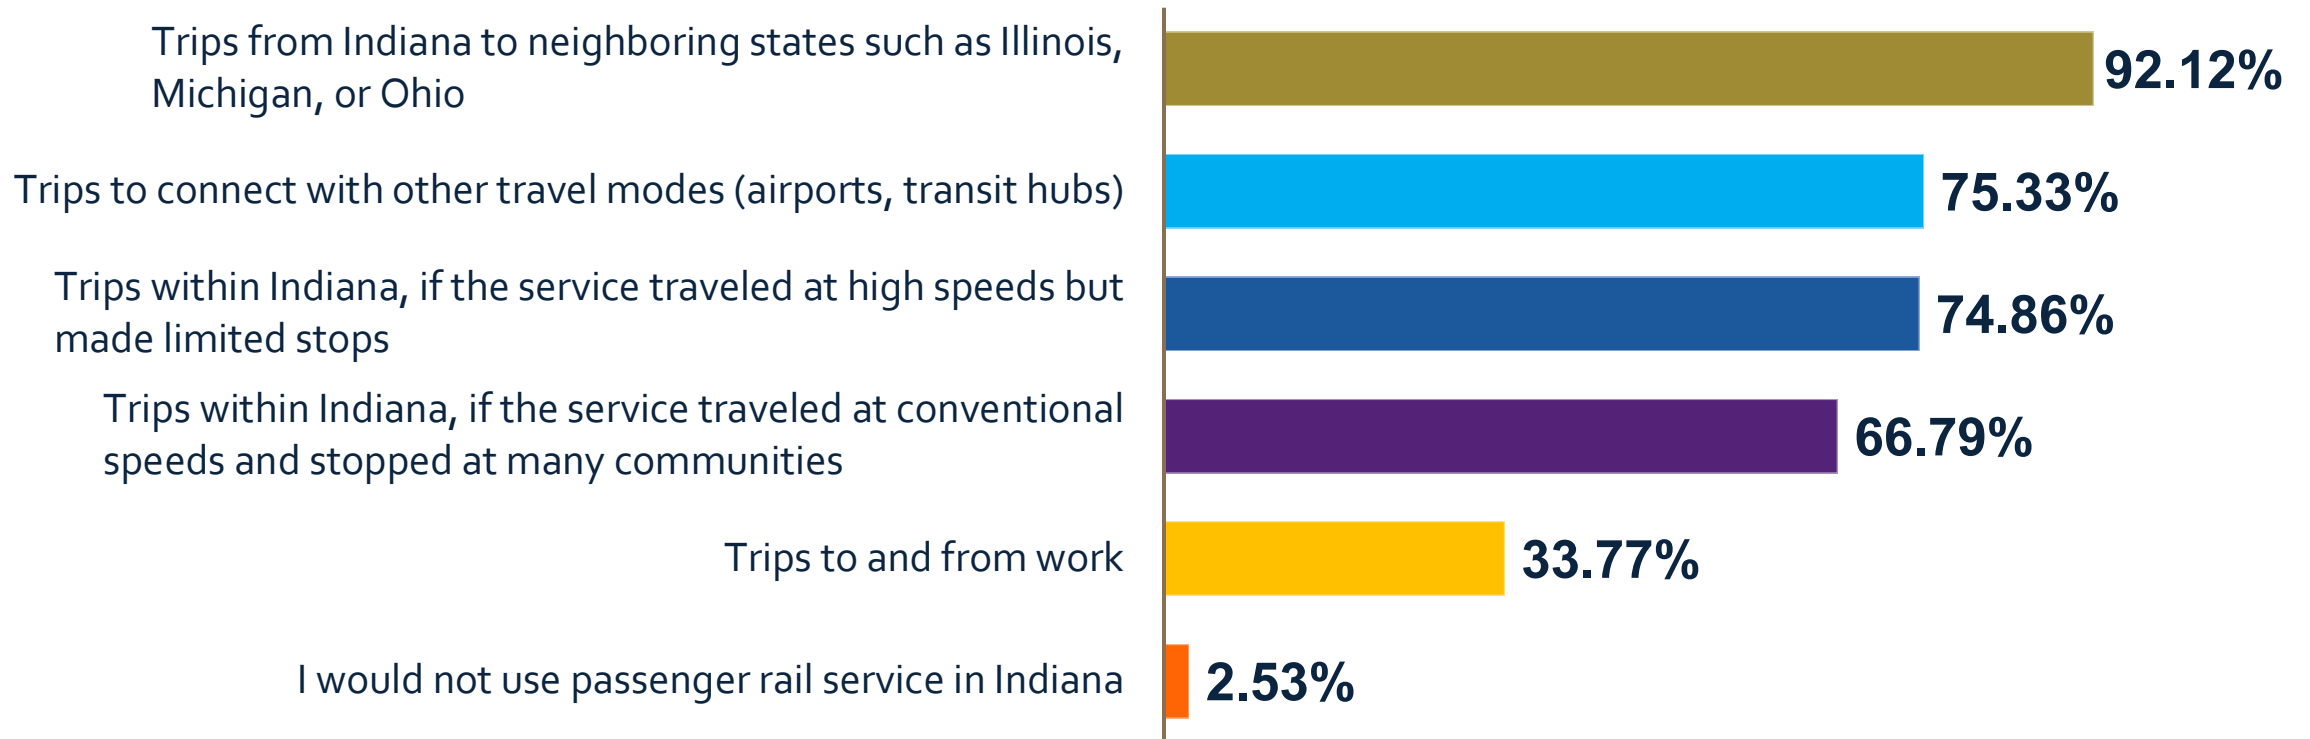 Trips from Indiana to neighboring states such as Illinois,
Michigan, or Ohio
92.12%
Trips to connect with other travel modes (airports, transit hubs)
75.33%
Trips within Indiana, if the service traveled at high speeds but
made limited stops
74.86%
Trips within Indiana, if the service traveled at conventional
speeds and stopped at many communities
66.79%
Trips to and from work
33.77%
I would not use passenger rail service in Indiana
2.53%